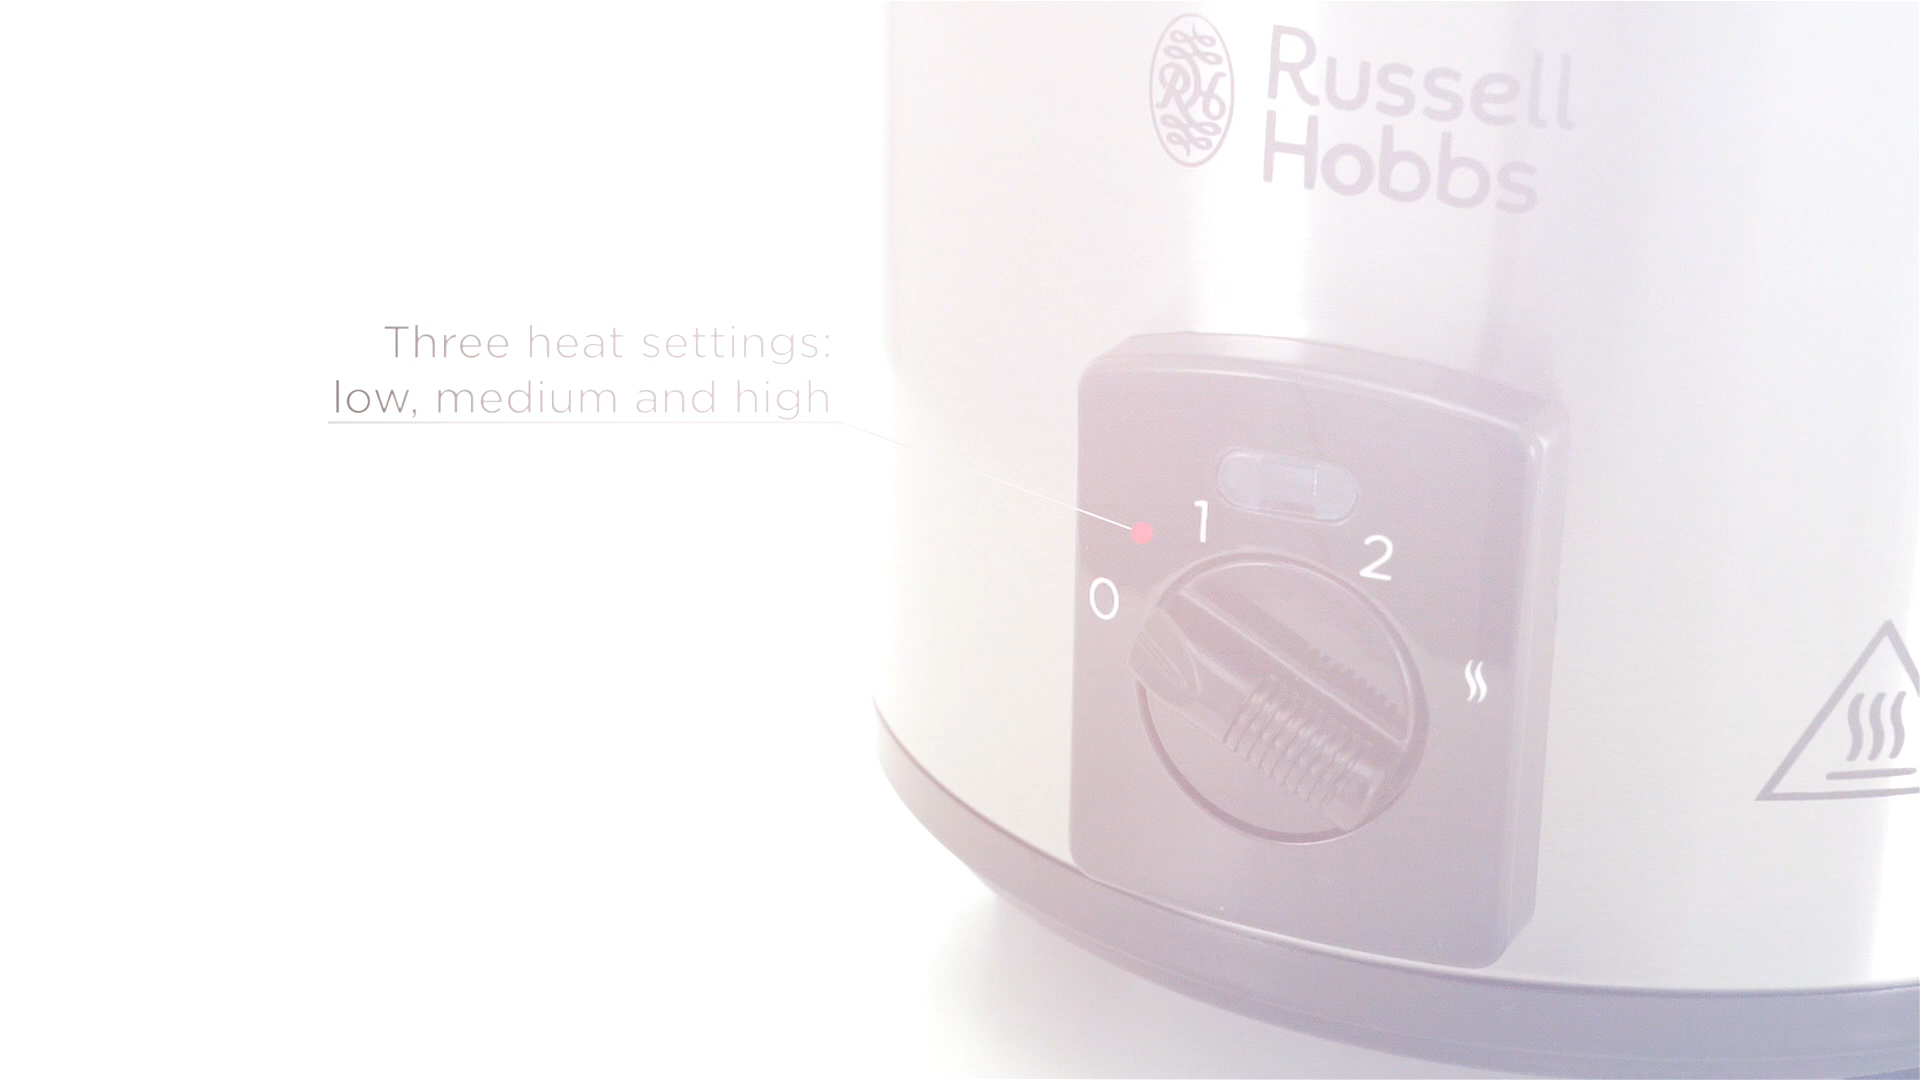 Russell
Hobbs
Three heat settings:
low, medium and high
1
2
0